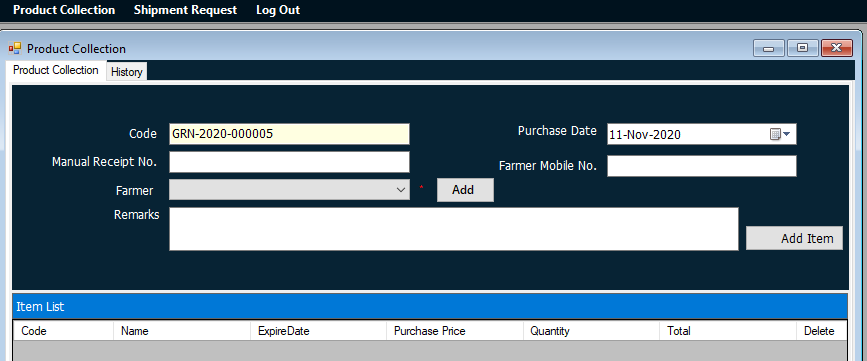 Product Collection Shipment Request Log Out
Product Collection
Product Collection History
Code GRN-2020-000005 Purchase Date 11-Nov-2020
Manual Receipt No. Farmer Mobile No.
Farmer * Add
Remarks
Add Item
Item List
Code Name ExpireDate Purchase Price Quantity Total Delete